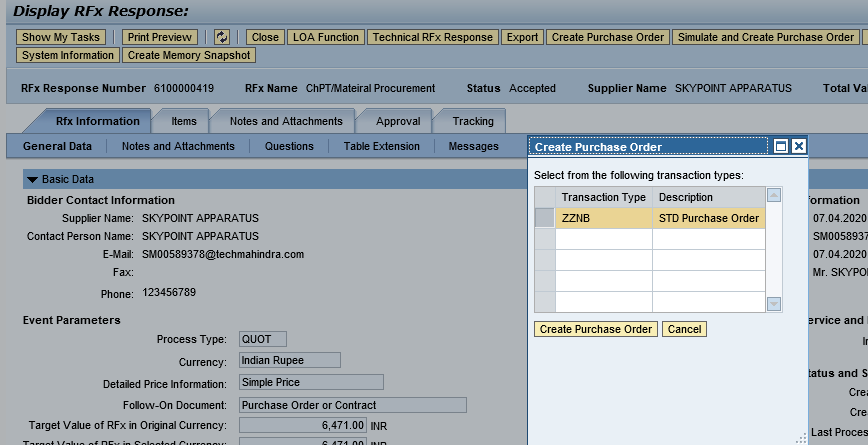 Display RFx Response:
Show My Tasks Print Preview Close LOA Function Technical RFx Response Export Create Purchase Order Simulate and Create Purchase Order
System Information Create Memory Snapshot
RFx Response Number 6100000419 RFx Name ChPT/Mateiral Procurement Status Accepted Supplier Name SKYPOINT APPARATUS Total Va
Rfx Information Items Notes and Attachments Approval Tracking
General Data Notes and Attachments Questions Table Extension Messages
Basic Data
Bidder Contact Information
Supplier Name: SKYPOINT APPARATUS
Contact Person Name: SKYPOINT APPARATUS
E-Mail: SM00589378@techmahindra.com
Fax:
Phone: 123456789
Event Parameters
Process Type: QUOT
Currency: Indian Rupee
Detailed Price Information: Simple Price
Follow-On Document: Purchase Order or Contract
Target Value of RFx in Original Currency: 6,471.00 INR
Target Value of RFx in Selected Currency: 6,471.00 INR
Create Purchase Order
Select from the following transaction types:
Transaction Type Description
ZZNB STD Purchase Order
Create Purchase Order Cancel
ormation
07.04.2020
SM0058937
07.04.2020
Mr. SKYPO
ervice and
In
tatus and S
Crea
Cre
Last Proces